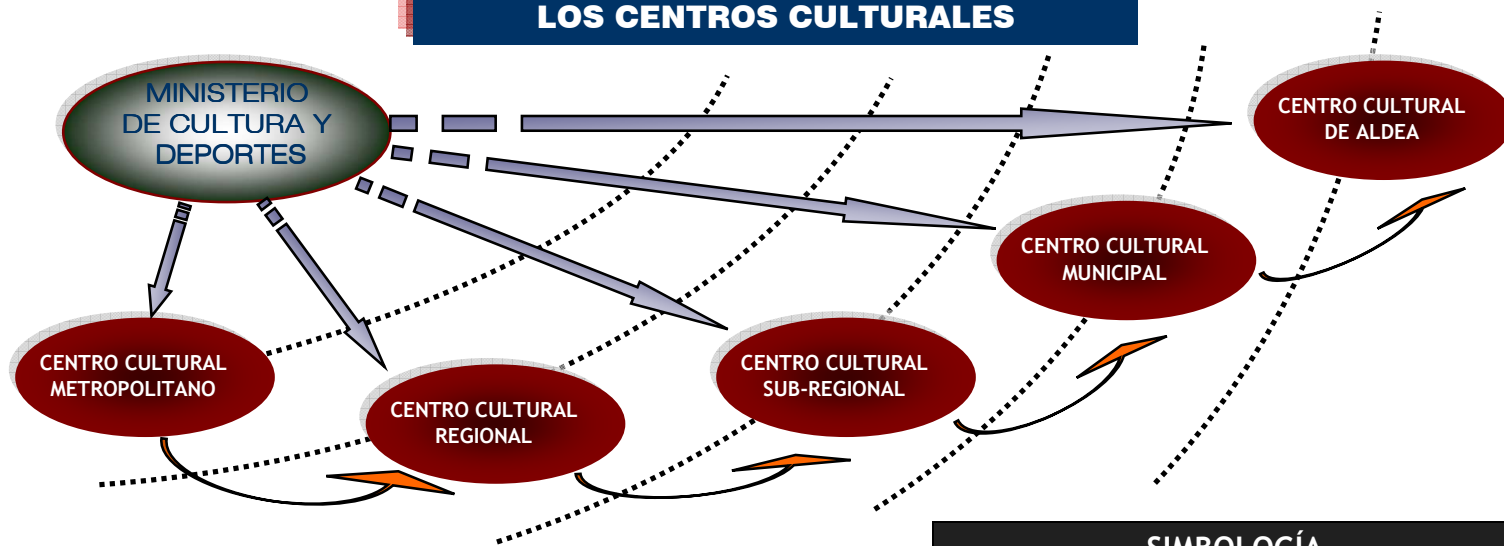 LOS CENTROS CULTURALES
MINISTERIO
DE CULTURA Y
DEPORTES
CENTRO CULTURAL
DE ALDEA
CENTRO CULTURAL
MUNICIPAL
CENTRO CULTURAL
METROPOLITANO
CENTRO CULTURAL
REGIONAL
CENTRO CULTURAL
SUB-REGIONAL
SIMBOLOGÍA